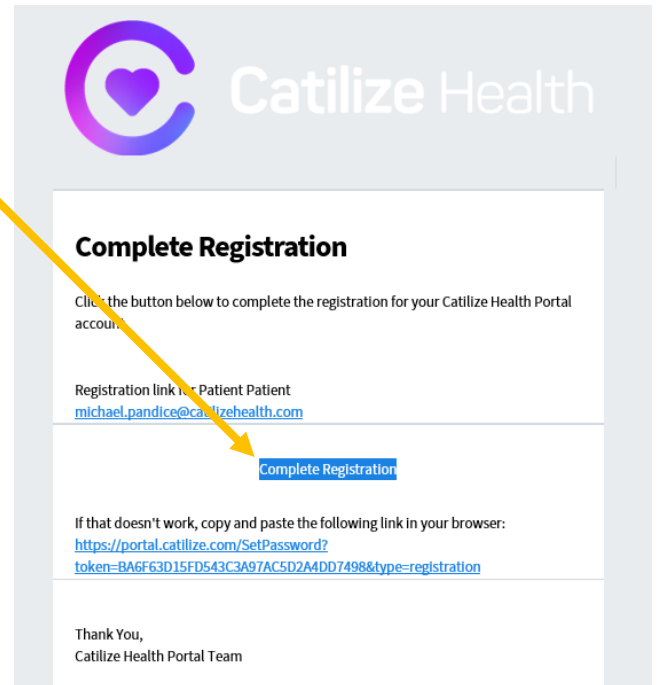 Catilize Health
Complete Registration
Click the button below to complete the registration for your Catilize Health Portal
account.
Registration link for Patient Patient
michael.pandice@catilizehealth.com
Complete Registration
If that doesn't work, copy and paste the following link in your browser:
https://portal.catilize.com/SetPassword?
token=BA6F63D15FD543C3A97AC5D2A4DD7498&type=registration
Thank You,
Catilize Health Portal Team